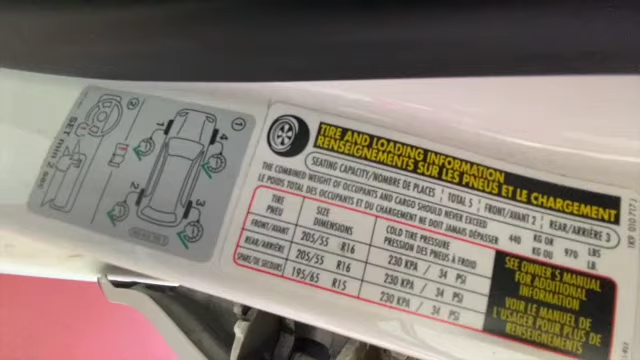 TIRE AND LOADING INFORMATION
RENSEIGNEMENTS SUR LES PNEUS ET LE CHARGEMENT
SEATING CAPACITY/NOMBRE DE PLACES TOTAL 5 FRONT/AVANT 2 REAR/ARRIÈRE 3
THE COMBINED WEIGHT OF OCCUPANTS AND CARGO SHOULD NEVER EXCEED 440 KG OR 970 LBS
LE POIDS TOTAL DES OCCUPANTS ET DU CHARGEMENT NE DOIT JAMAIS DÉPASSER 440 KG OU 970 LB.
TIRE SIZE COLD TIRE PRESSURE
PNEU DIMENSIONS PRESSION DES PNEUS À FROID
FRONT/AVANT 205/55 R16 230 KPA / 34 PSI
REAR/ARRIÈRE 205/55 R16 230 KPA / 34 PSI
SPARE/DE SECOURS 195/65 R15 230 KPA / 34 PSI
SEE OWNER'S MANUAL
FOR ADDITIONAL
INFORMATION
VOIR LE MANUEL DE
L'USAGER POUR PLUS DE
RENSEIGNEMENTS
1
4
1
2
3
2
SET min 2 sec